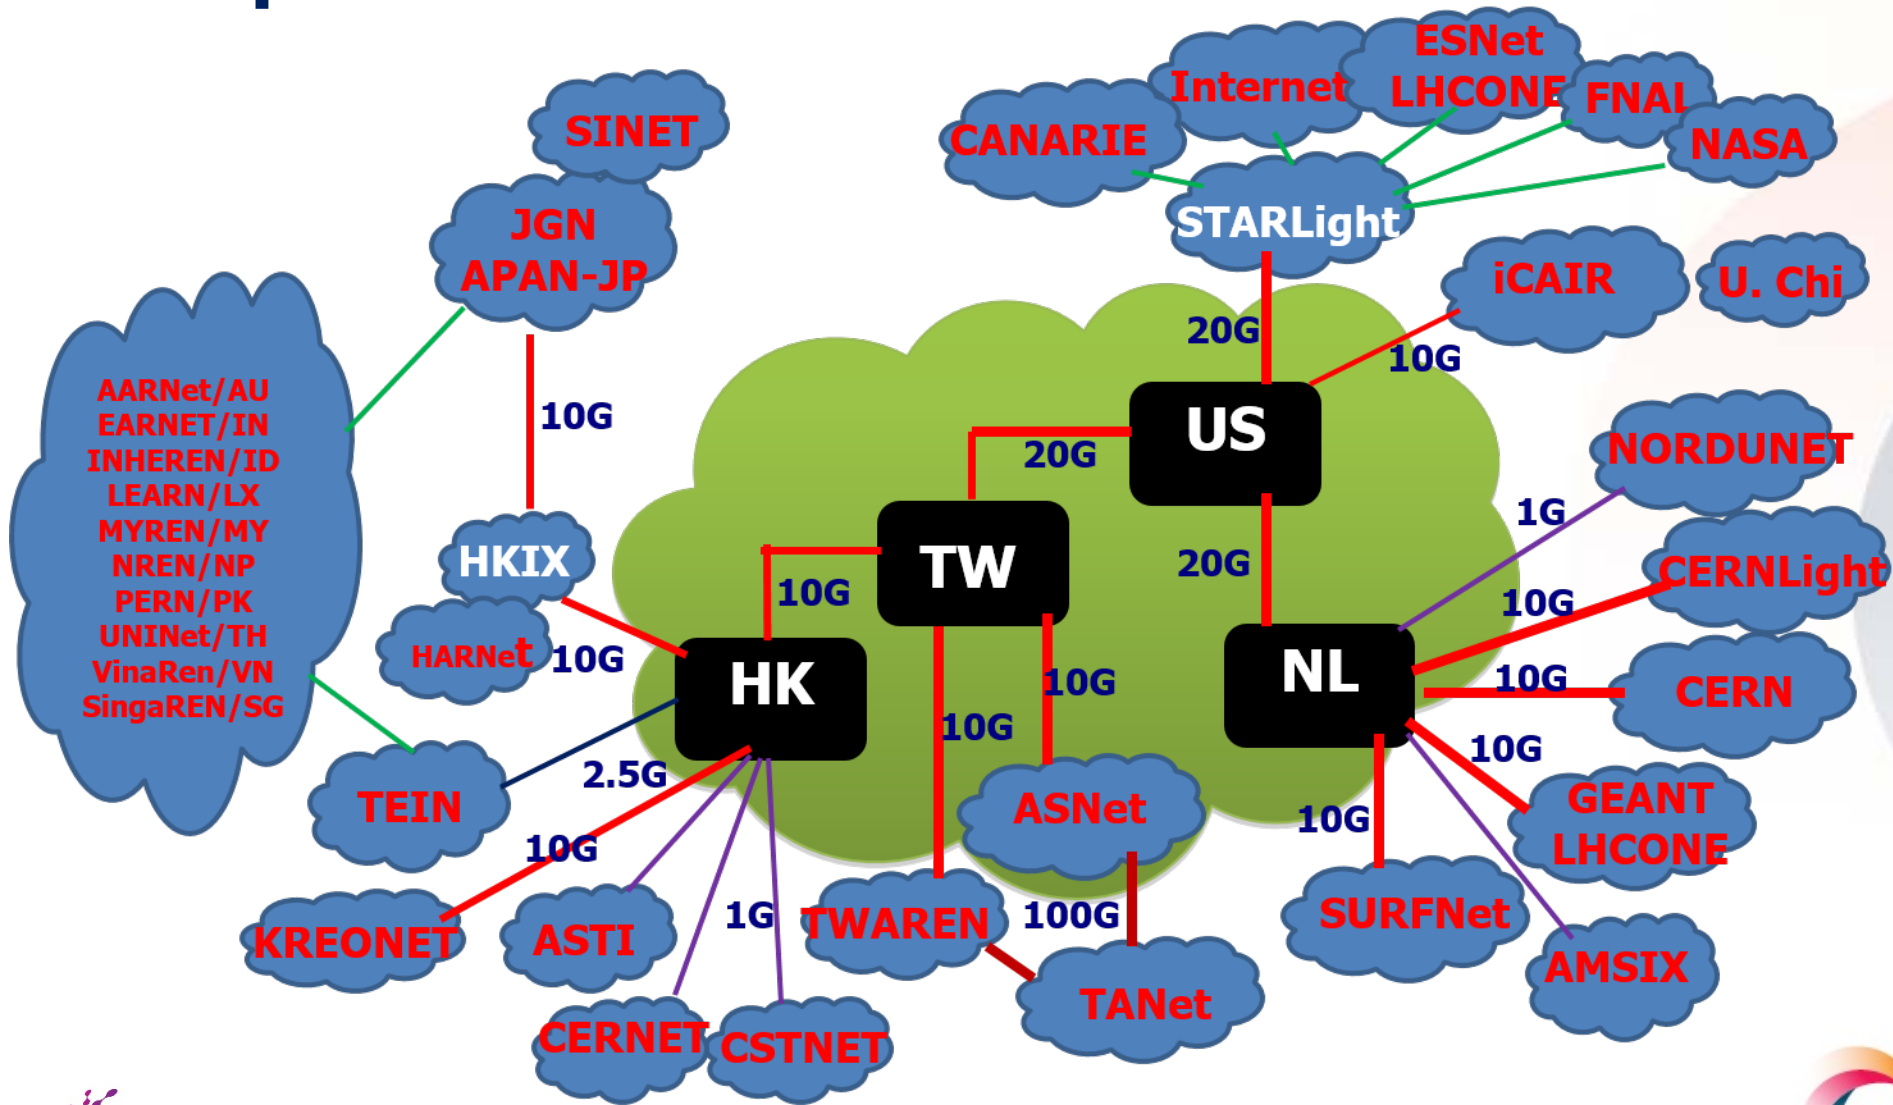 ESNet
LHCONE
Internet
FNAL
CANARIE
NASA
SINET
STARLight
JGN
APAN-JP
iCAIR
U. Chi
20G
10G
AARNet/AU
EARNET/IN
INHEREN/ID
LEARN/LX
MYREN/MY
NREN/NP
PERN/PK
UNINet/TH
VinaRen/VN
SingaREN/SG
10G
US
20G
NORDUNET
1G
HKIX
TW
20G
CERNLight
10G
10G
HARNet
10G
HK
10G
NL
10G
CERN
10G
2.5G
10G
TEIN
ASNet
10G
GEANT
LHCONE
10G
KREONET
ASTI
1G
TWAREN
100G
SURFNet
AMSIX
TANet
CERNET
CSTNET